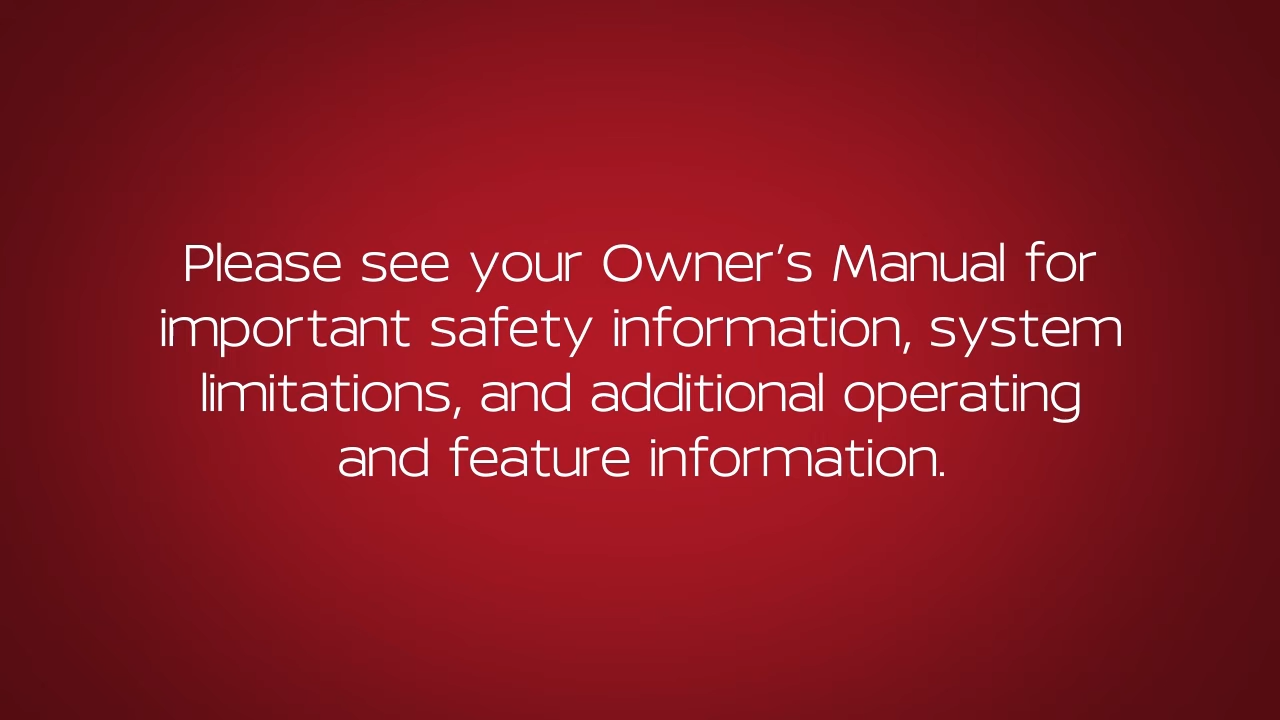 Please see your Owner’s Manual for
important safety information, system
limitations, and additional operating
and feature information.